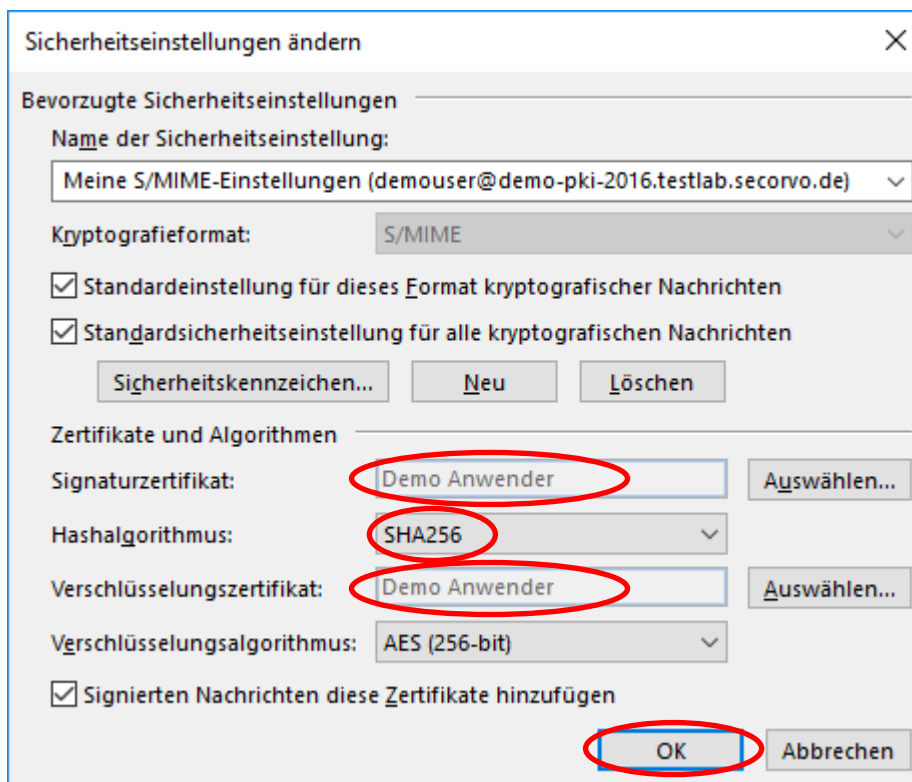 Sicherheitseinstellungen ändern
Bevorzugte Sicherheitseinstellungen
Name der Sicherheitseinstellung:
Meine S/MIME-Einstellungen (demouser@demo-pki-2016.testlab.secorvo.de)
Kryptografieformat: S/MIME
Standardeinstellung für dieses Format kryptografischer Nachrichten
Standardsicherheitseinstellung für alle kryptografischen Nachrichten
Sicherheitskennzeichen... Neu Löschen
Zertifikate und Algorithmen
Signaturzertifikat: Demo Anwender Auswählen...
Hashalgorithmus: SHA256
Verschlüsselungszertifikat: Demo Anwender Auswählen...
Verschlüsselungsalgorithmus: AES (256-bit)
Signierten Nachrichten diese Zertifikate hinzufügen
OK Abbrechen